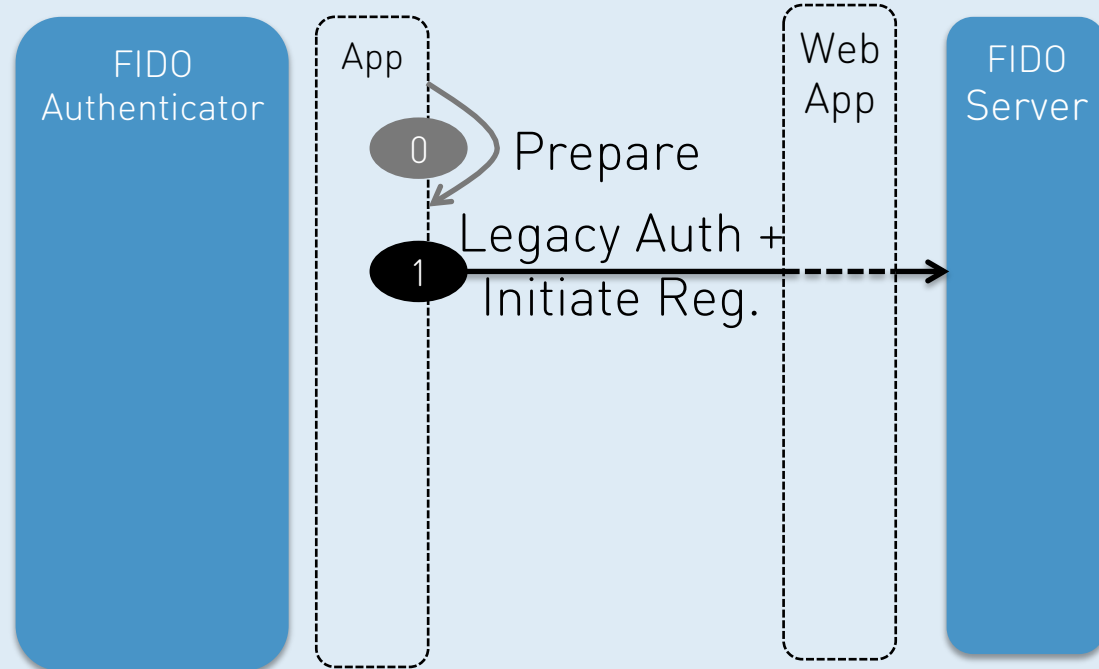 FIDO
Authenticator
App
Web
App
FIDO
Server
0
Prepare
Legacy Auth +
1
Initiate Reg.